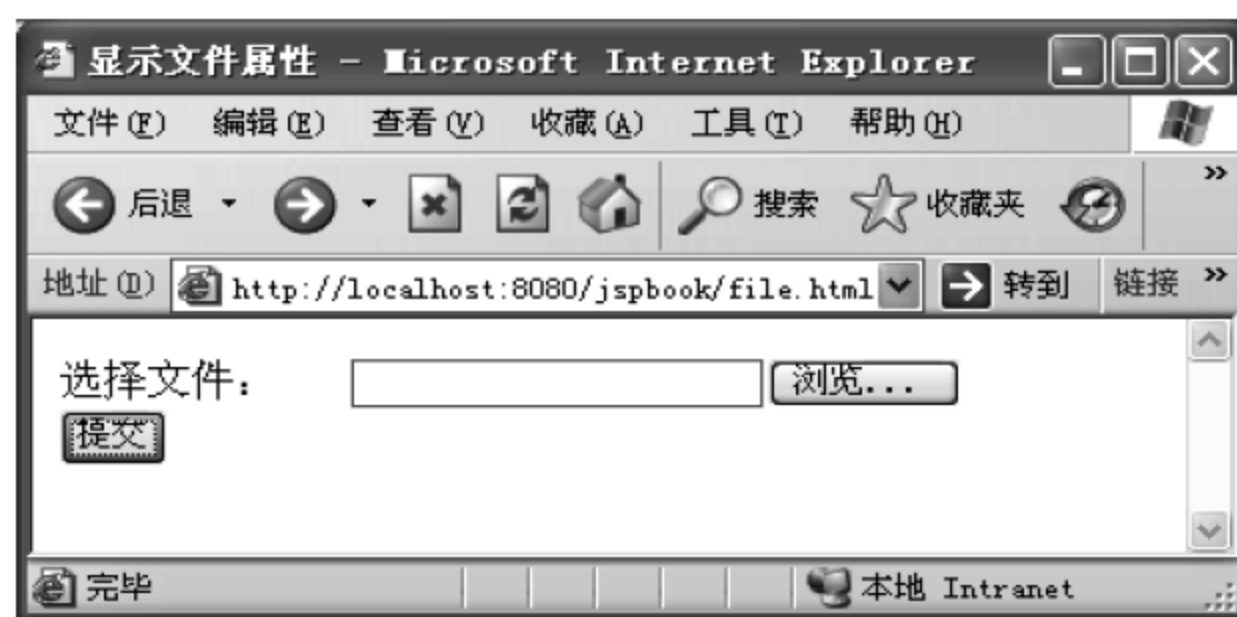 显示文件属性 - Microsoft Internet Explorer
文件(F) 编辑(E) 查看(V) 收藏(A) 工具(T) 帮助(H)
后退 搜索 收藏夹 »
地址(D) http://localhost:8080/jspbook/file.html 转到 链接 »
选择文件： 浏览...
提交
完毕 本地 Intranet